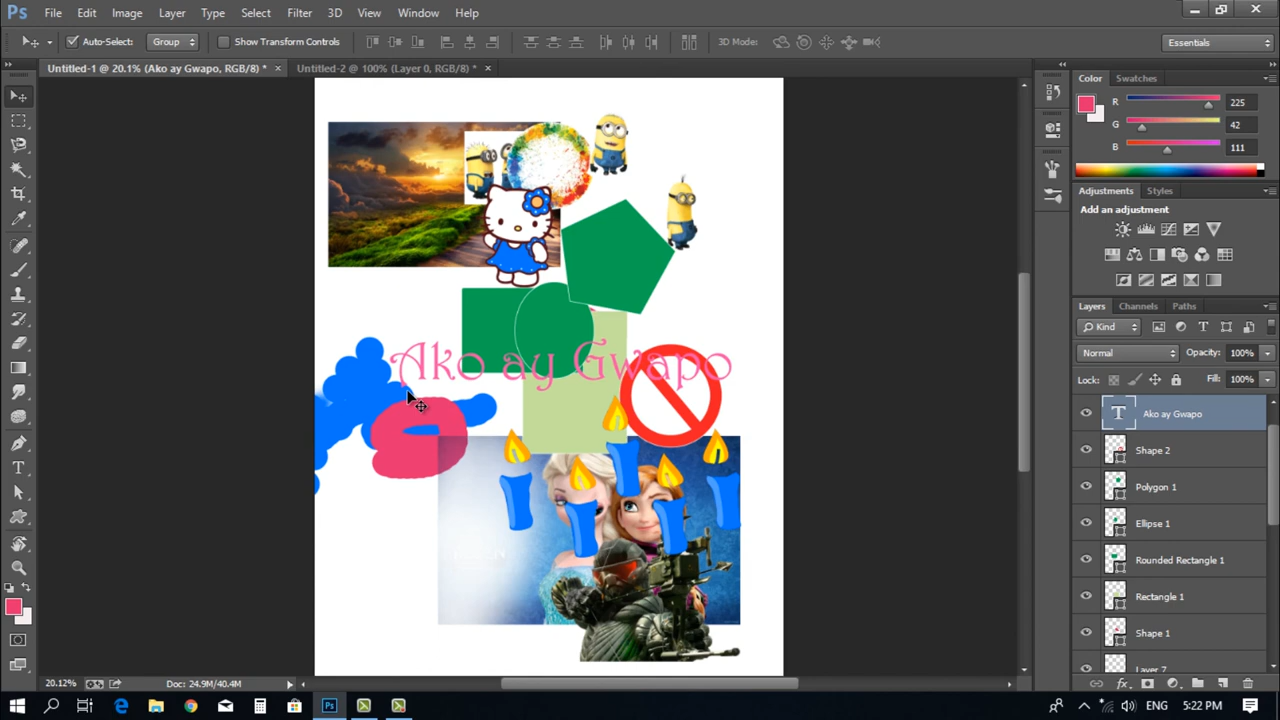 Ps File Edit Image Layer Type Select Filter 3D View Window Help
Auto-Select: Group Show Transform Controls 3D Mode: Essentials
Untitled-1 @ 20.1% (Ako ay Gwapo, RGB/8) * × Untitled-2 @ 100% (Layer 0, RGB/8) * ×
Color Swatches
R 225
G 42
B 111
Adjustments Styles
Add an adjustment
Layers Channels Paths
Kind
Normal Opacity: 100%
Lock: Fill: 100%
Ako ay Gwapo
T Ako ay Gwapo
Shape 2
Polygon 1
Ellipse 1
Rounded Rectangle 1
Rectangle 1
Shape 1
Layer 7
20.12% Doc: 24.9M/40.4M
fx
Ps ENG 5:22 PM